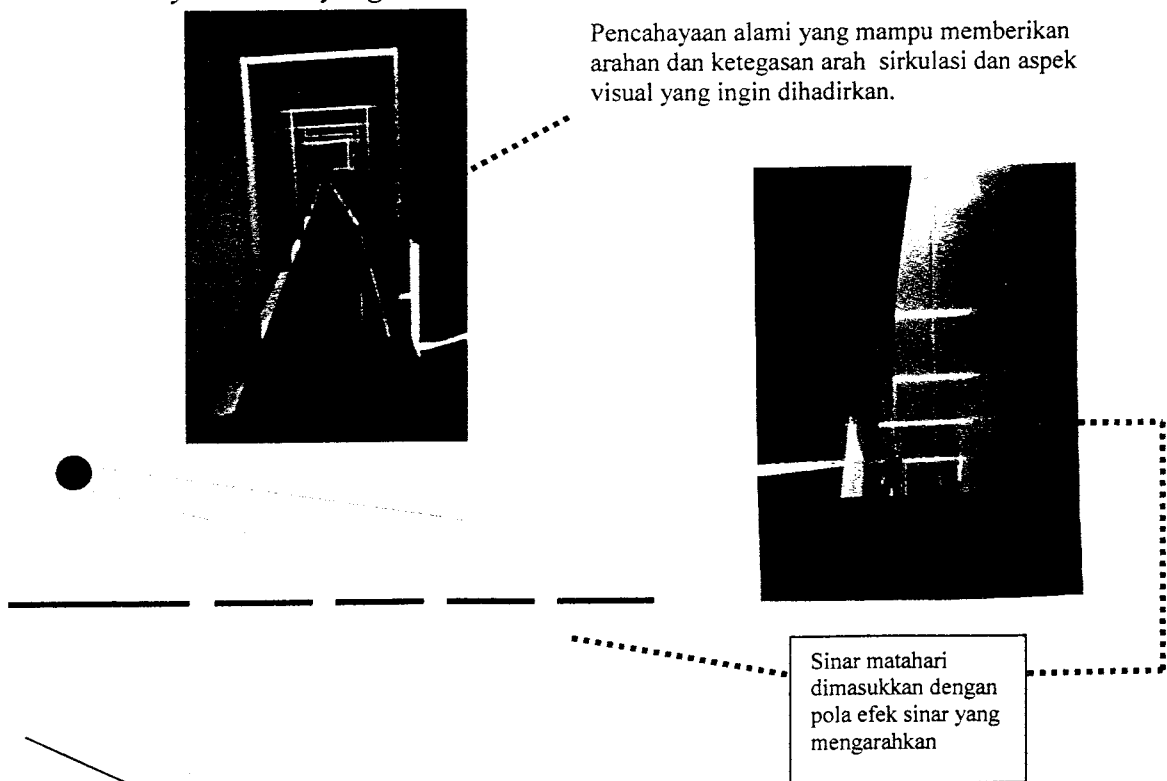 Pencahayaan alami yang mampu memberikan
arahan dan ketegasan arah sirkulasi dan aspek
visual yang ingin dihadirkan.
Sinar matahari
dimasukkan dengan
pola efek sinar yang
mengarahkan